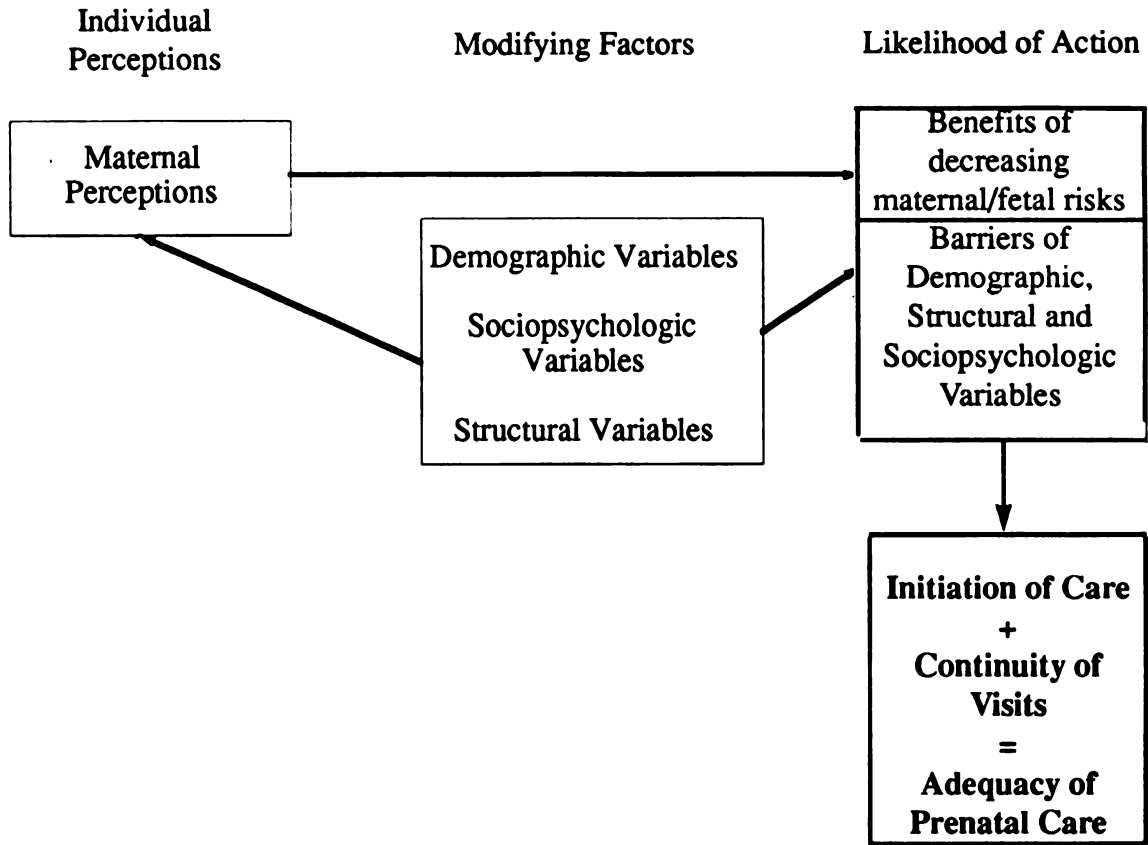 Individual
Perceptions
Modifying Factors
Likelihood of Action
Maternal
Perceptions
Demographic Variables
Sociopsychologic
Variables
Structural Variables
Benefits of
decreasing
maternal/fetal risks
Barriers of
Demographic,
Structural and
Sociopsychologic
Variables
Initiation of Care
+
Continuity of
Visits
=
Adequacy of
Prenatal Care